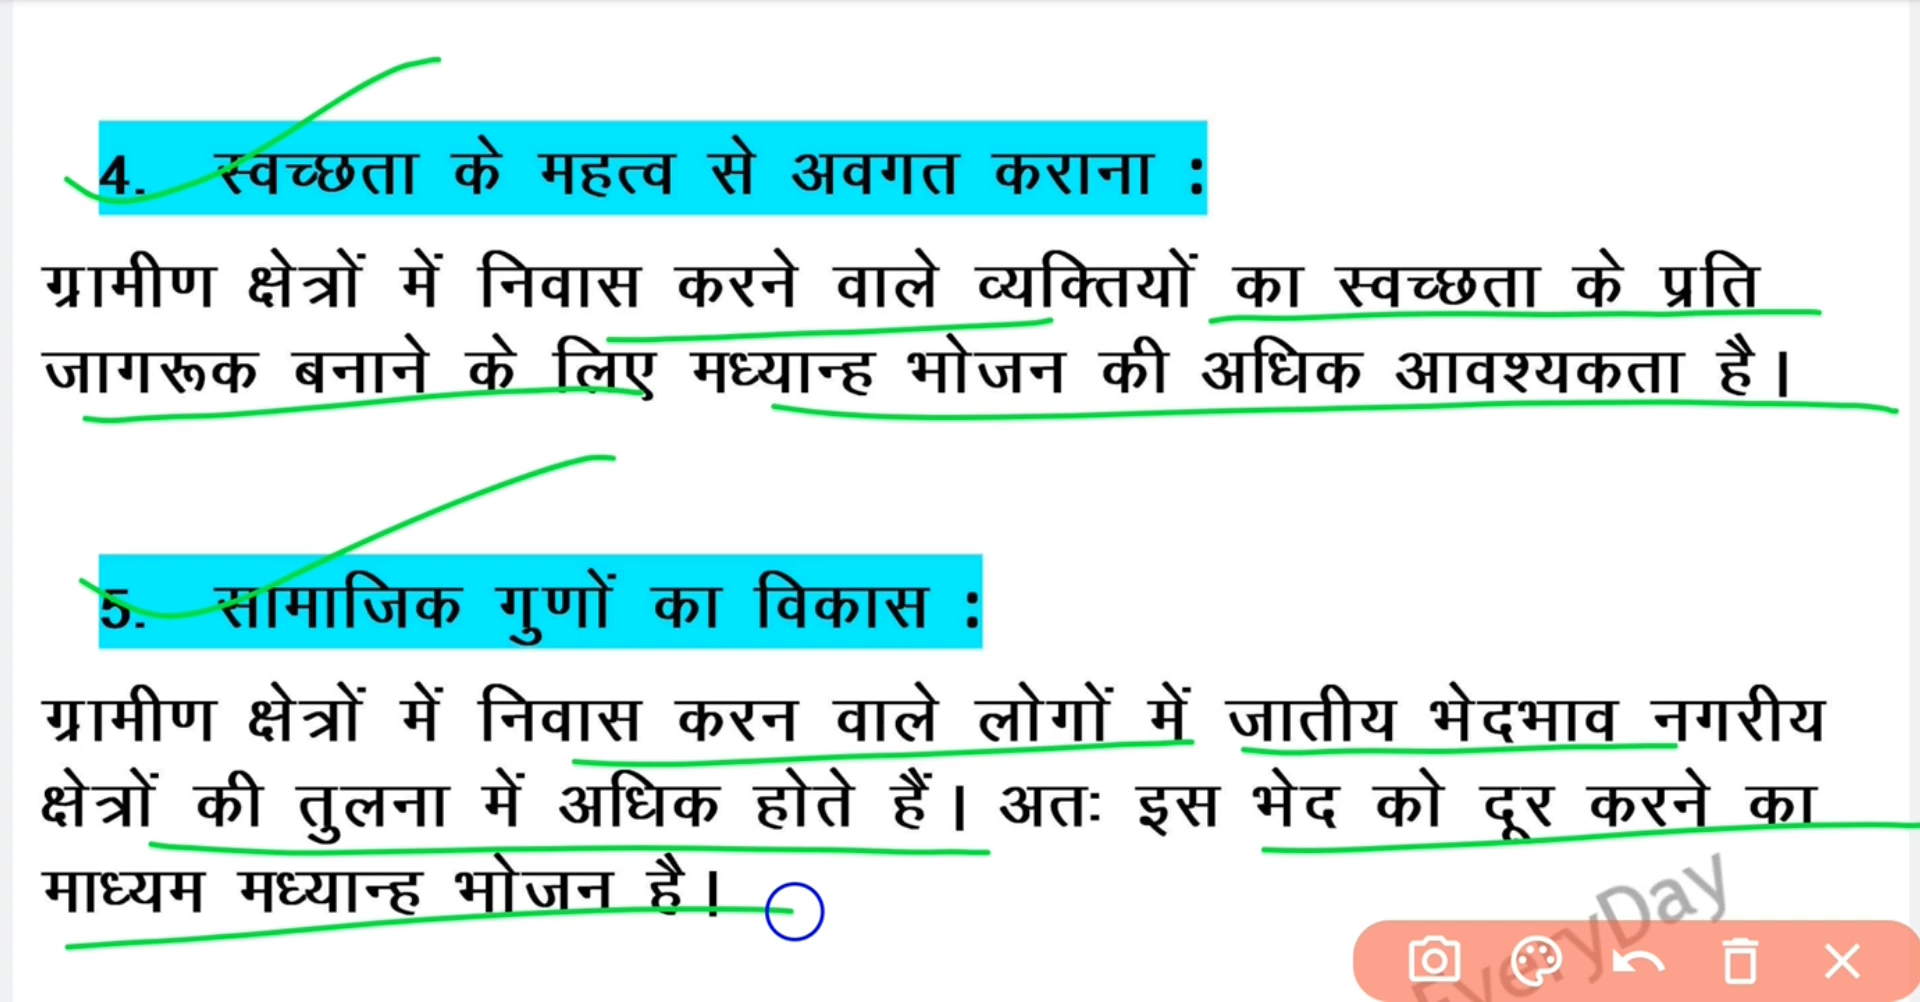 4. स्वच्छता के महत्व से अवगत कराना :
ग्रामीण क्षेत्रों में निवास करने वाले व्यक्तियों का स्वच्छता के प्रति
जागरूक बनाने के लिए मध्यान्ह भोजन की अधिक आवश्यकता है।
5. सामाजिक गुणों का विकास :
ग्रामीण क्षेत्रों में निवास करन वाले लोगों में जातीय भेदभाव नगरीय
क्षेत्रों की तुलना में अधिक होते हैं। अतः इस भेद को दूर करने का
माध्यम मध्यान्ह भोजन है।
EveryDay